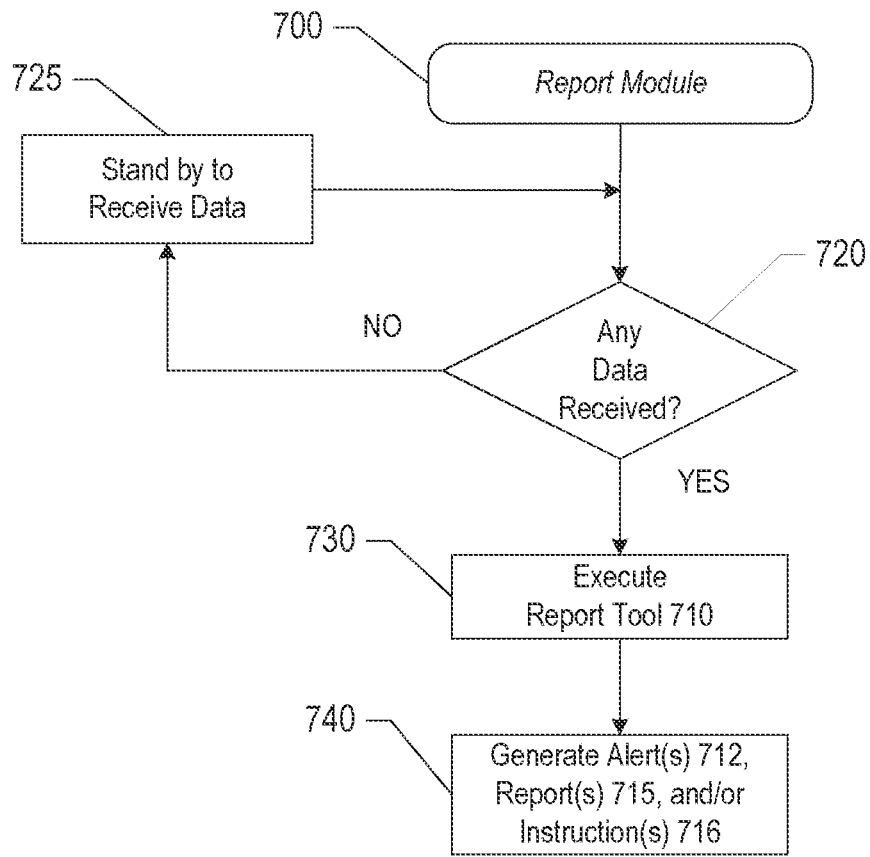 700
Report Module
725
Stand by to
Receive Data
720
NO
Any
Data
Received?
YES
730
Execute
Report Tool 710
740
Generate Alert(s) 712,
Report(s) 715, and/or
Instruction(s) 716